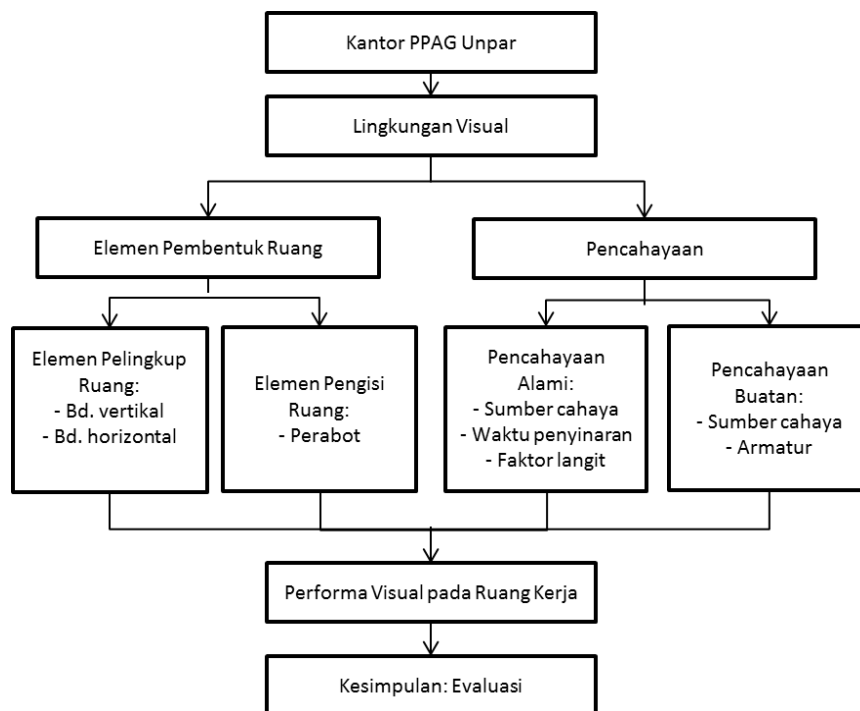 Kantor PPAG Unpar
Lingkungan Visual
Elemen Pembentuk Ruang
Pencahayaan
Elemen Pelingkup
Ruang:
- Bd. vertikal
- Bd. horizontal
Elemen Pengisi
Ruang:
- Perabot
Pencahayaan
Alami:
- Sumber cahaya
- Waktu penyinaran
- Faktor langit
Pencahayaan
Buatan:
- Sumber cahaya
- Armatur
Performa Visual pada Ruang Kerja
Kesimpulan: Evaluasi